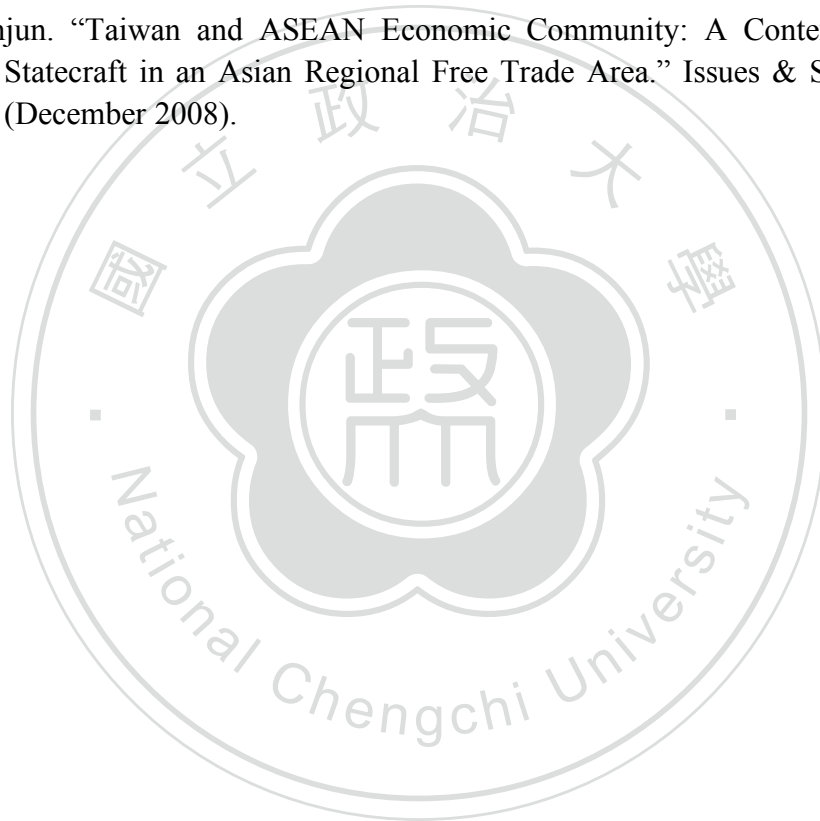 njun. “Taiwan and ASEAN Economic Community: A Conte
Statecraft in an Asian Regional Free Trade Area.” Issues & S
(December 2008).
國立政治大學
政
National Chengchi University